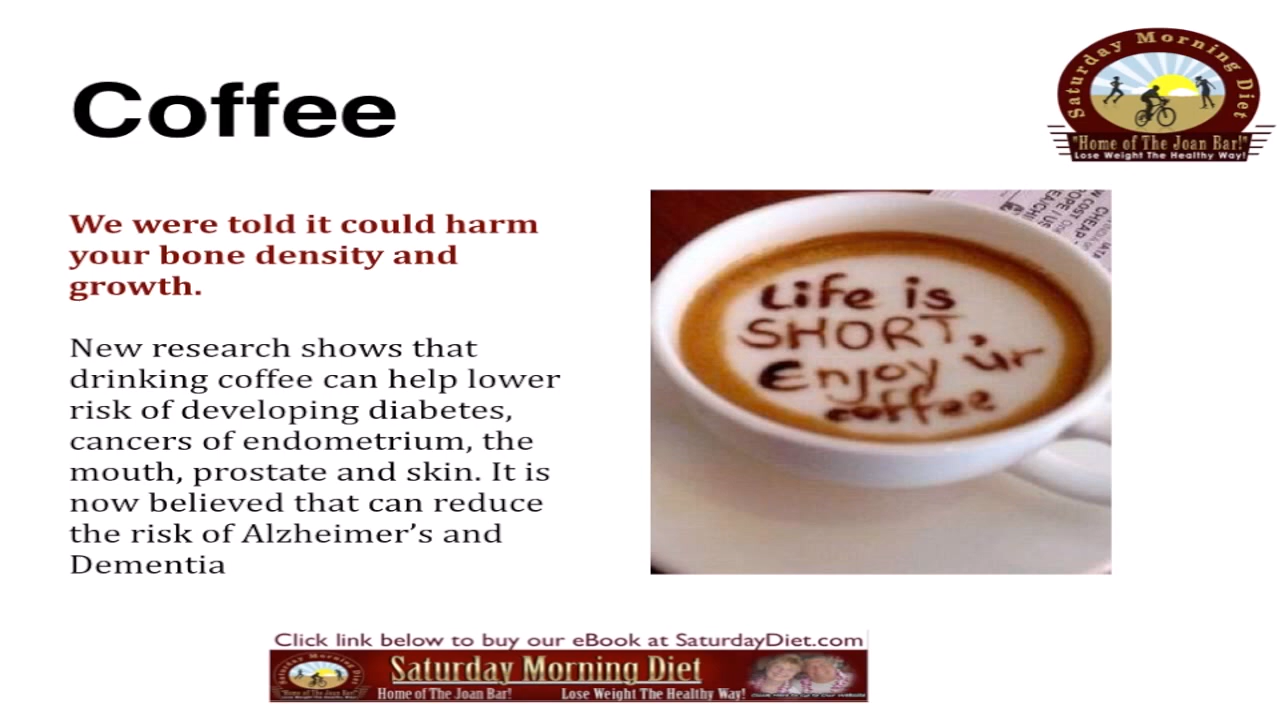 Coffee
Saturday Morning Diet
"Home of The Joan Bar!"
Lose Weight The Healthy Way!
We were told it could harm
your bone density and
growth.
New research shows that
drinking coffee can help lower
risk of developing diabetes,
cancers of endometrium, the
mouth, prostate and skin. It is
now believed that can reduce
the risk of Alzheimer's and
Dementia
Life is
SHORT,
Enjoy ur
coffee
Click link below to buy our eBook at SaturdayDiet.com
Saturday Morning Diet
Home of The Joan Bar! Lose Weight The Healthy Way!